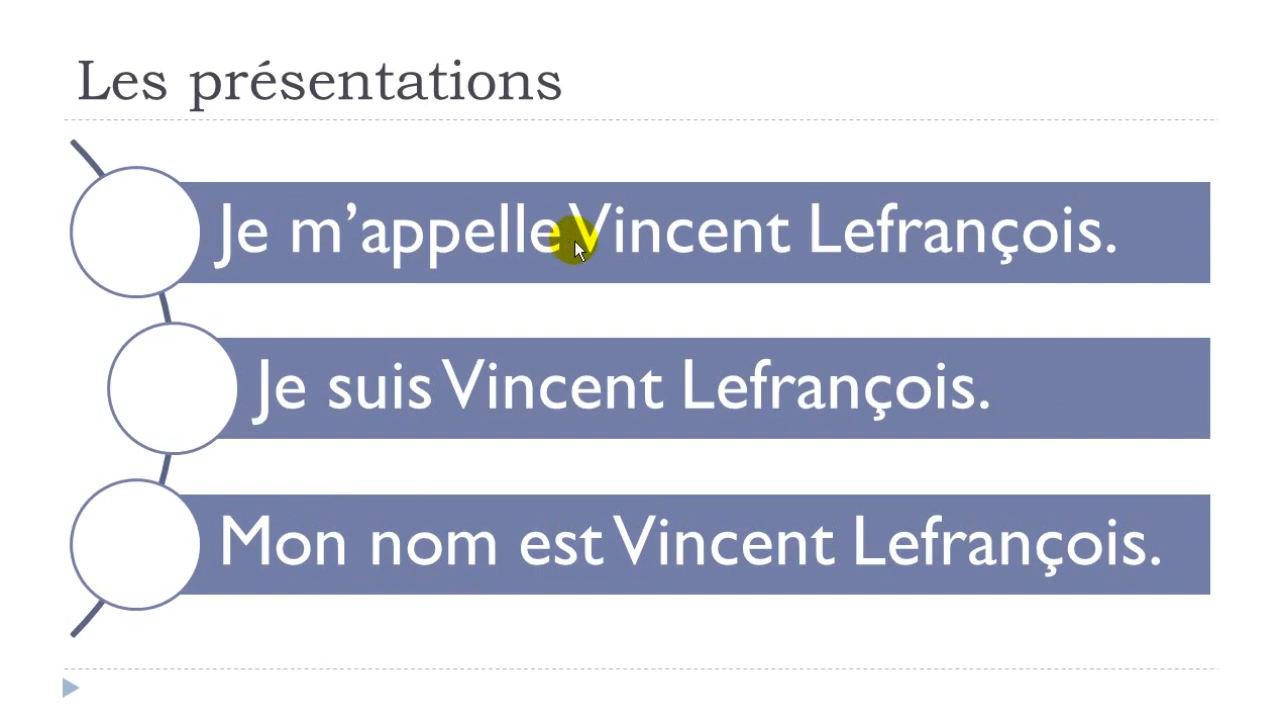 Les présentations
Je m’appelle Vincent Lefrançois.
Je suis Vincent Lefrançois.
Mon nom est Vincent Lefrançois.